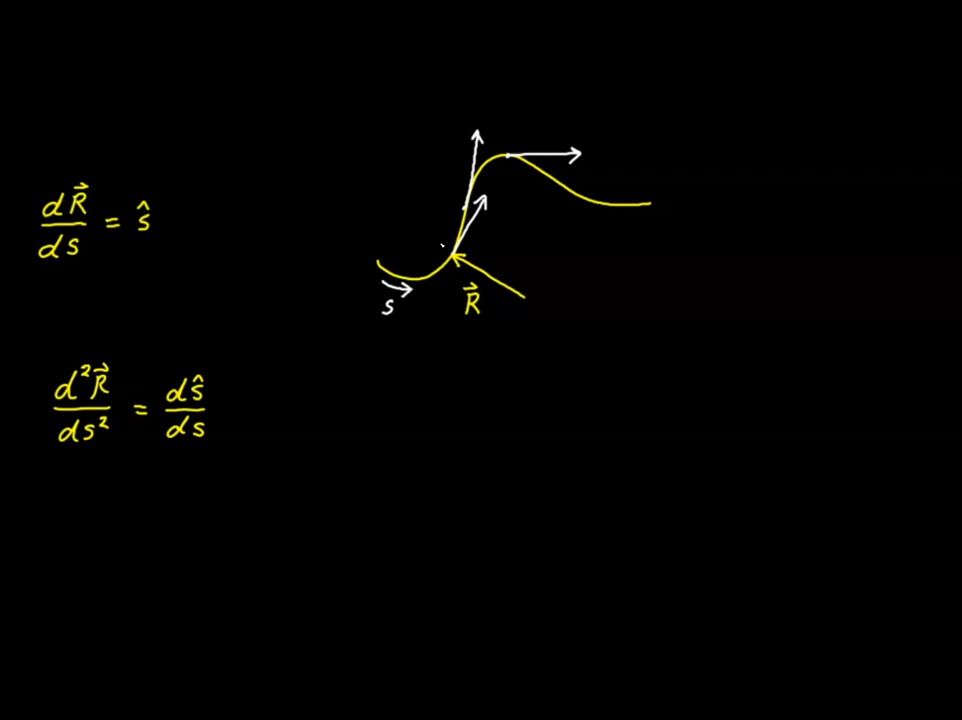 dR⃗/ds = ŝ
s
R⃗
d²R⃗/ds² = dŝ/ds